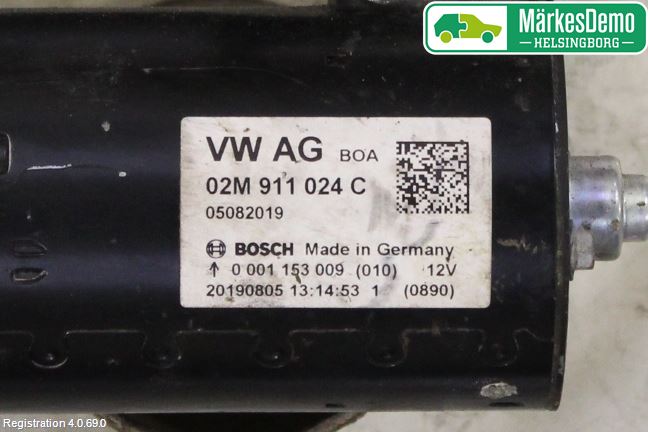 MärkesDemo
HELSINGBORG
VW AG BOA
02M 911 024 C
05082019
BOSCH Made in Germany
↑ 0 001 153 009 (010) 12V
20190805 13:14:53 1 (0890)
Registration 4.0.69.0